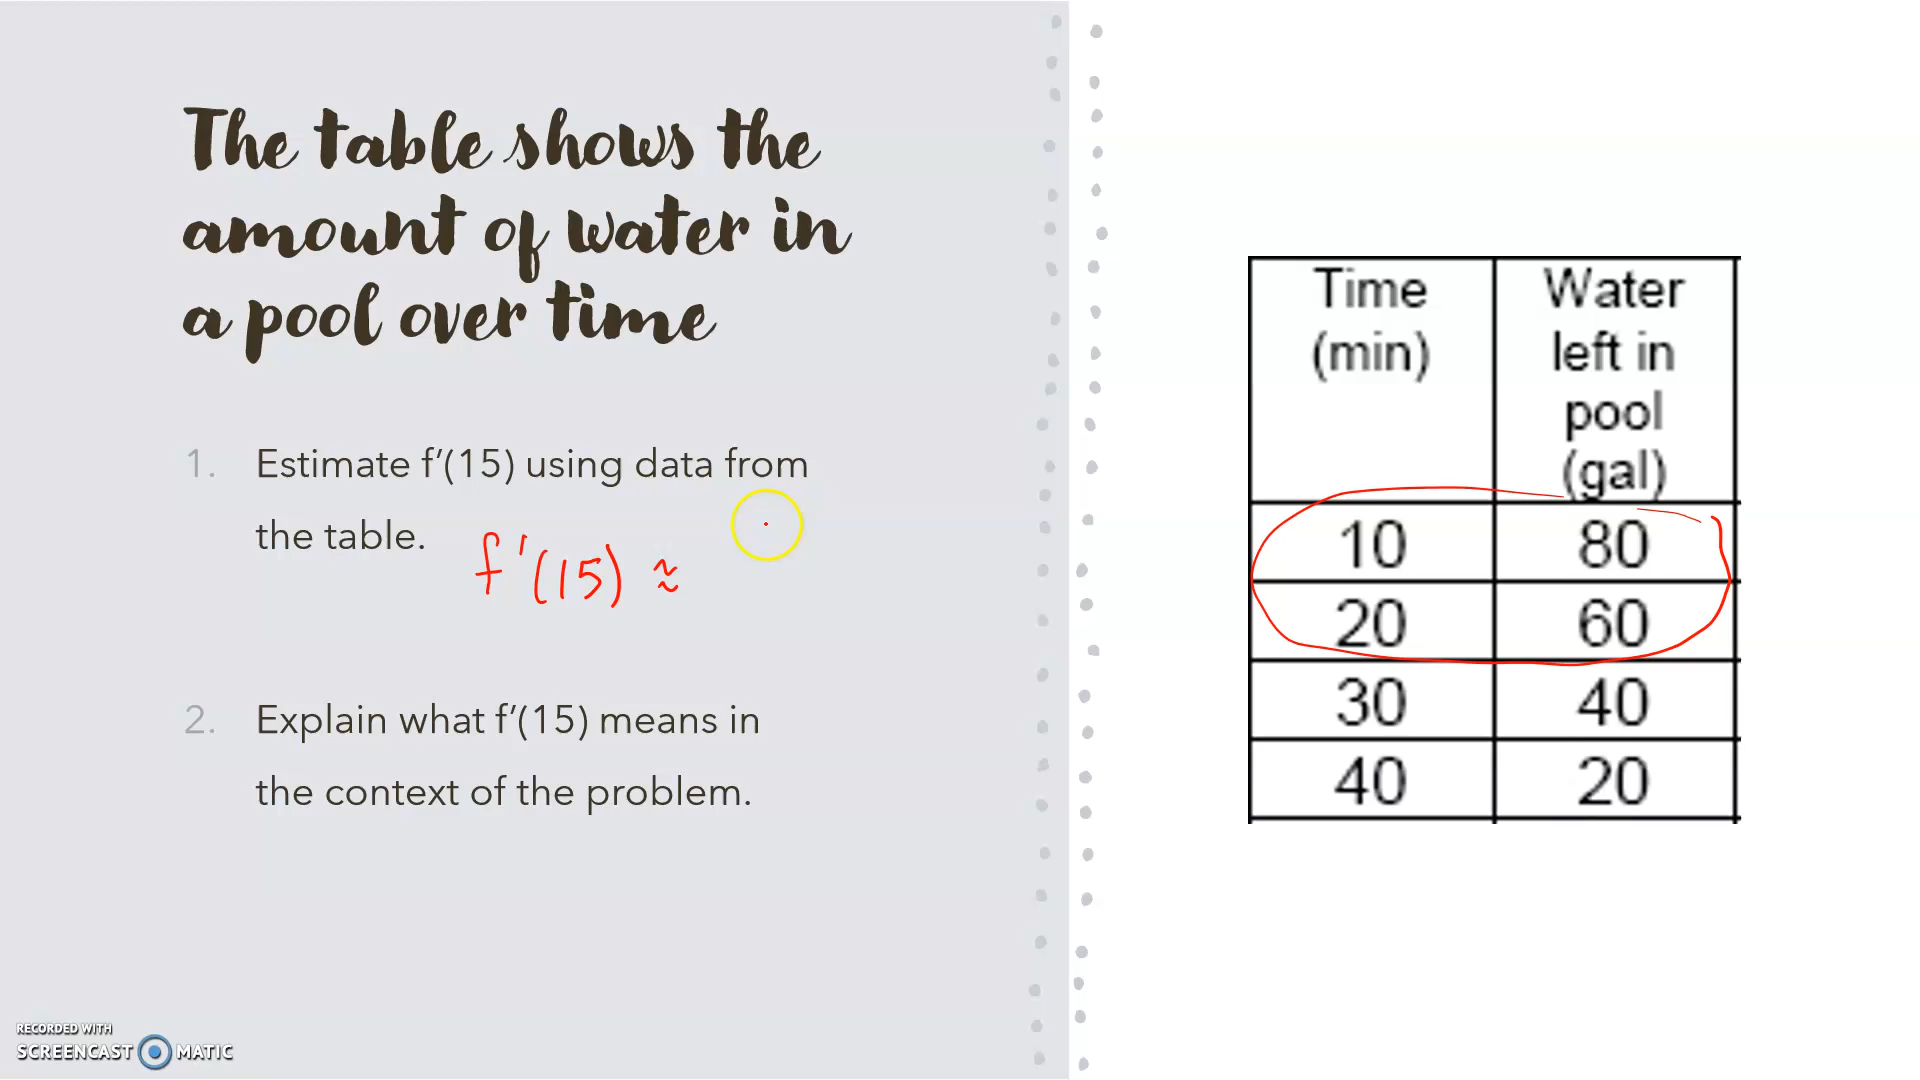 The table shows the
amount of water in
a pool over time
1. Estimate f’(15) using data from
the table.
f'(15) ≈
2. Explain what f’(15) means in
the context of the problem.
Time (min) Water left in pool (gal)
10 80
20 60
30 40
40 20
RECORDED WITH
SCREENCAST MATIC